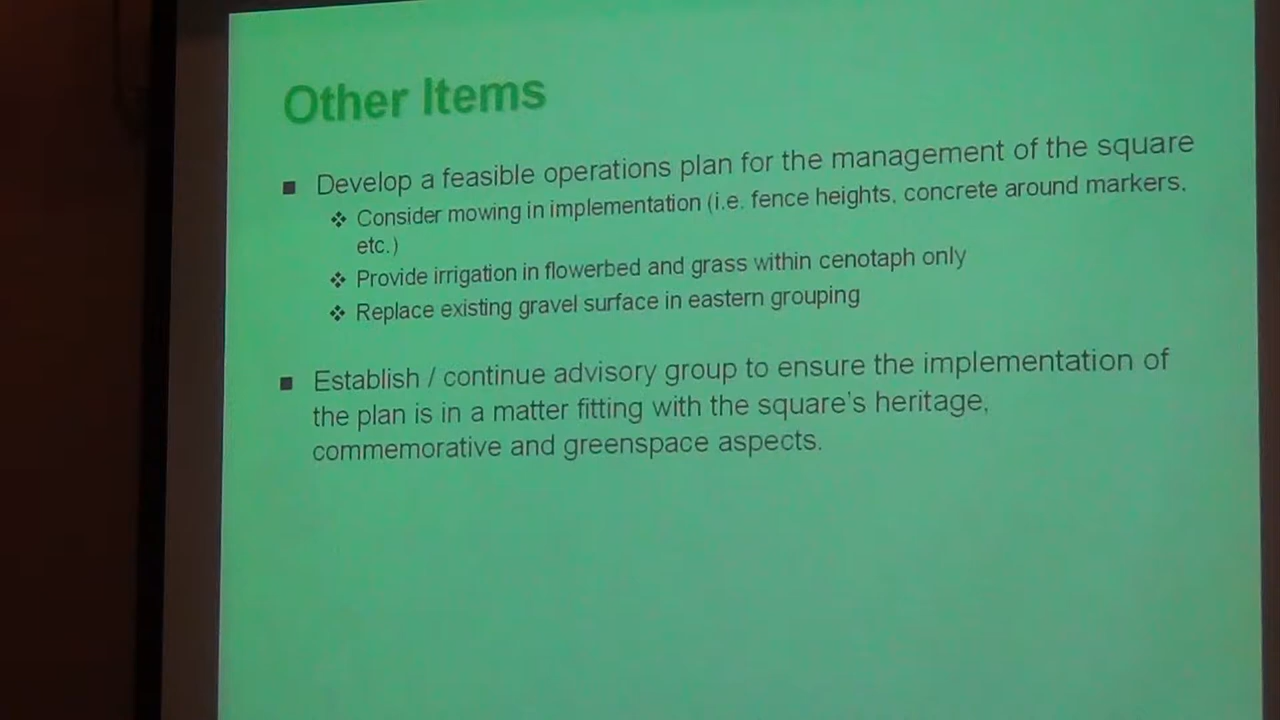 Other Items
■ Develop a feasible operations plan for the management of the square
❖ Consider mowing in implementation (i.e. fence heights, concrete around markers,
etc.)
❖ Provide irrigation in flowerbed and grass within cenotaph only
❖ Replace existing gravel surface in eastern grouping
■ Establish / continue advisory group to ensure the implementation of
the plan is in a matter fitting with the square's heritage,
commemorative and greenspace aspects.